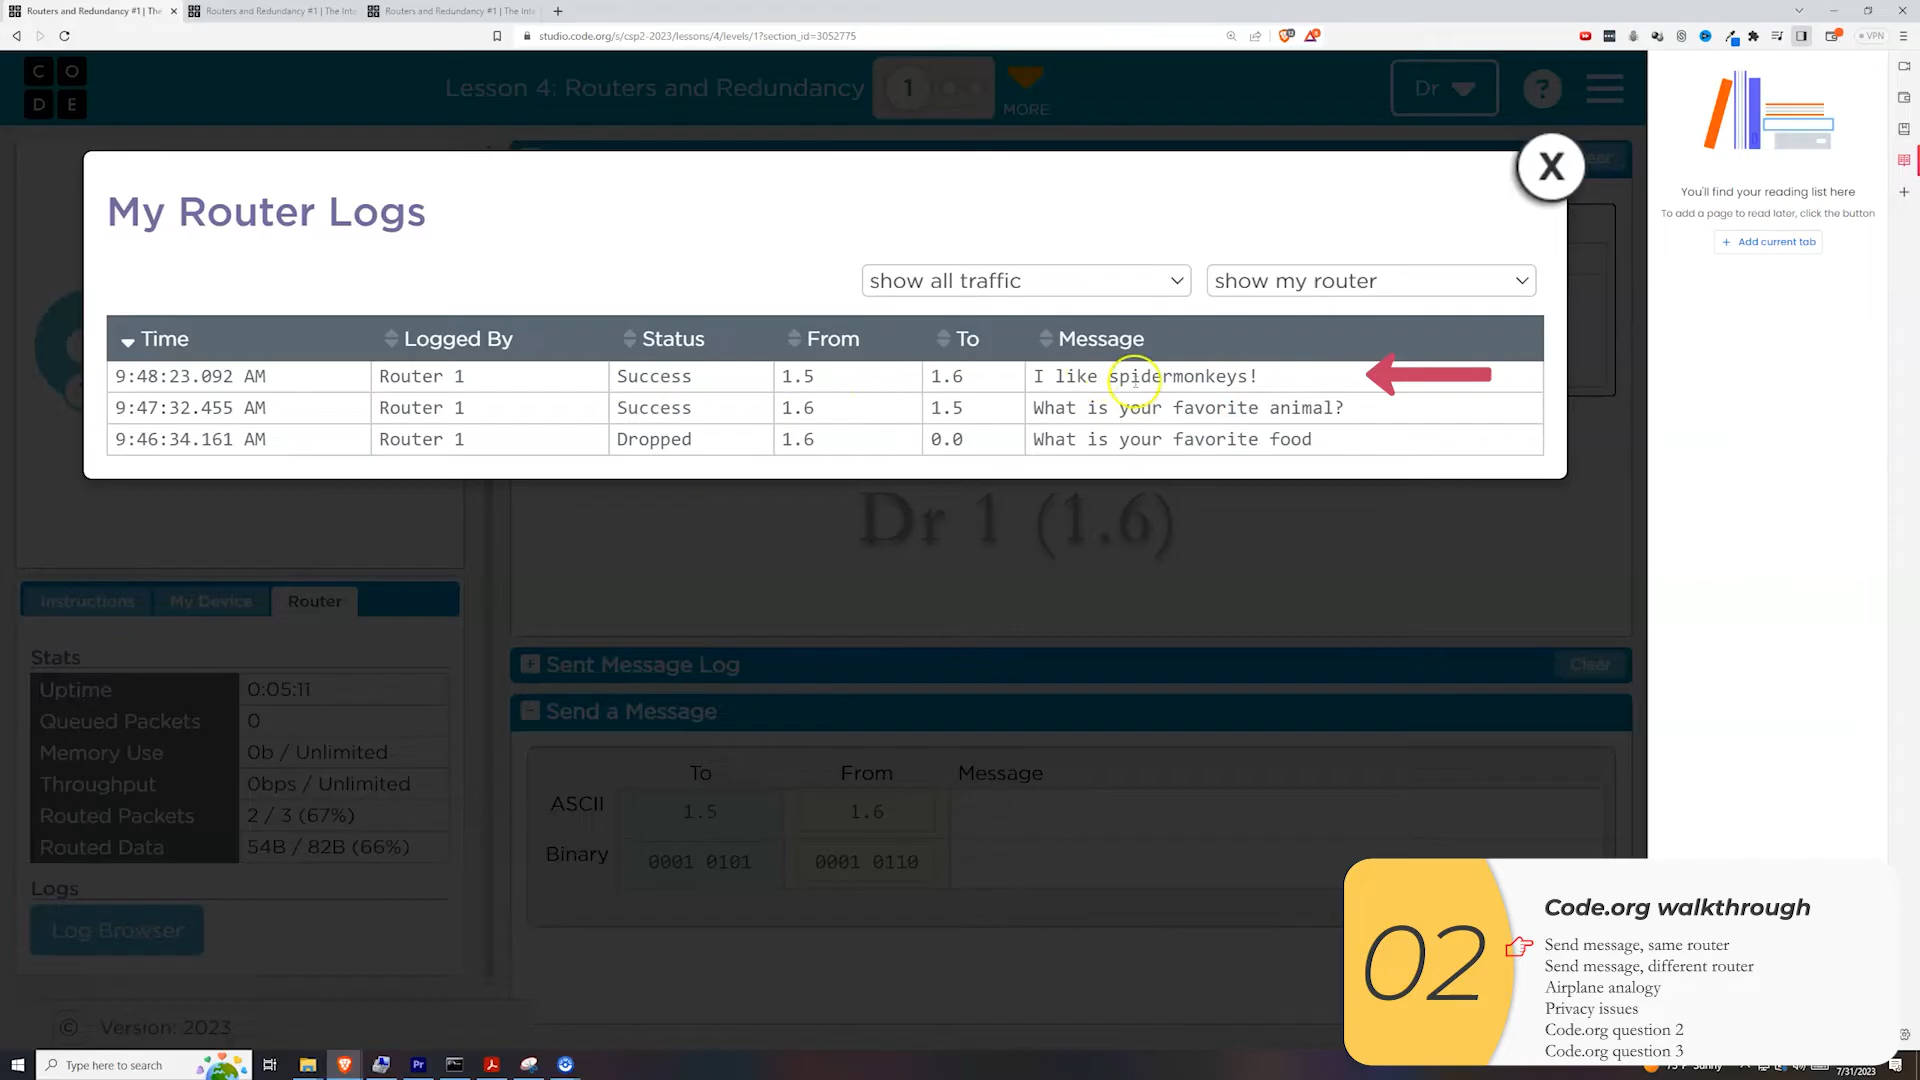 Routers and Redundancy #1 | The
Routers and Redundancy #1 | The Inte
Routers and Redundancy #1 | The Inte
studio.code.org/s/csp2-2023/lessons/4/levels/1?section_id=3052775
VPN
C O
D E
Lesson 4: Routers and Redundancy
1
MORE
Dr
?
X
My Router Logs
show all traffic
show my router
Time Logged By Status From To Message
9:48:23.092 AM Router 1 Success 1.5 1.6 I like spidermonkeys!
9:47:32.455 AM Router 1 Success 1.6 1.5 What is your favorite animal?
9:46:34.161 AM Router 1 Dropped 1.6 0.0 What is your favorite food
Dr 1 (1.6)
Instructions My Device Router
Stats
Uptime 0:05:11
Queued Packets 0
Memory Use 0b / Unlimited
Throughput 0bps / Unlimited
Routed Packets 2 / 3 (67%)
Routed Data 54B / 82B (66%)
Logs
Log Browser
Sent Message Log
Clear
Send a Message
To From Message
ASCII 1.5 1.6
Binary 0001 0101 0001 0110
© Version: 2023
You'll find your reading list here
To add a page to read later, click the button
+ Add current tab
02
Code.org walkthrough
Send message, same router
Send message, different router
Airplane analogy
Privacy issues
Code.org question 2
Code.org question 3
Type here to search
Pr
7/31/2023